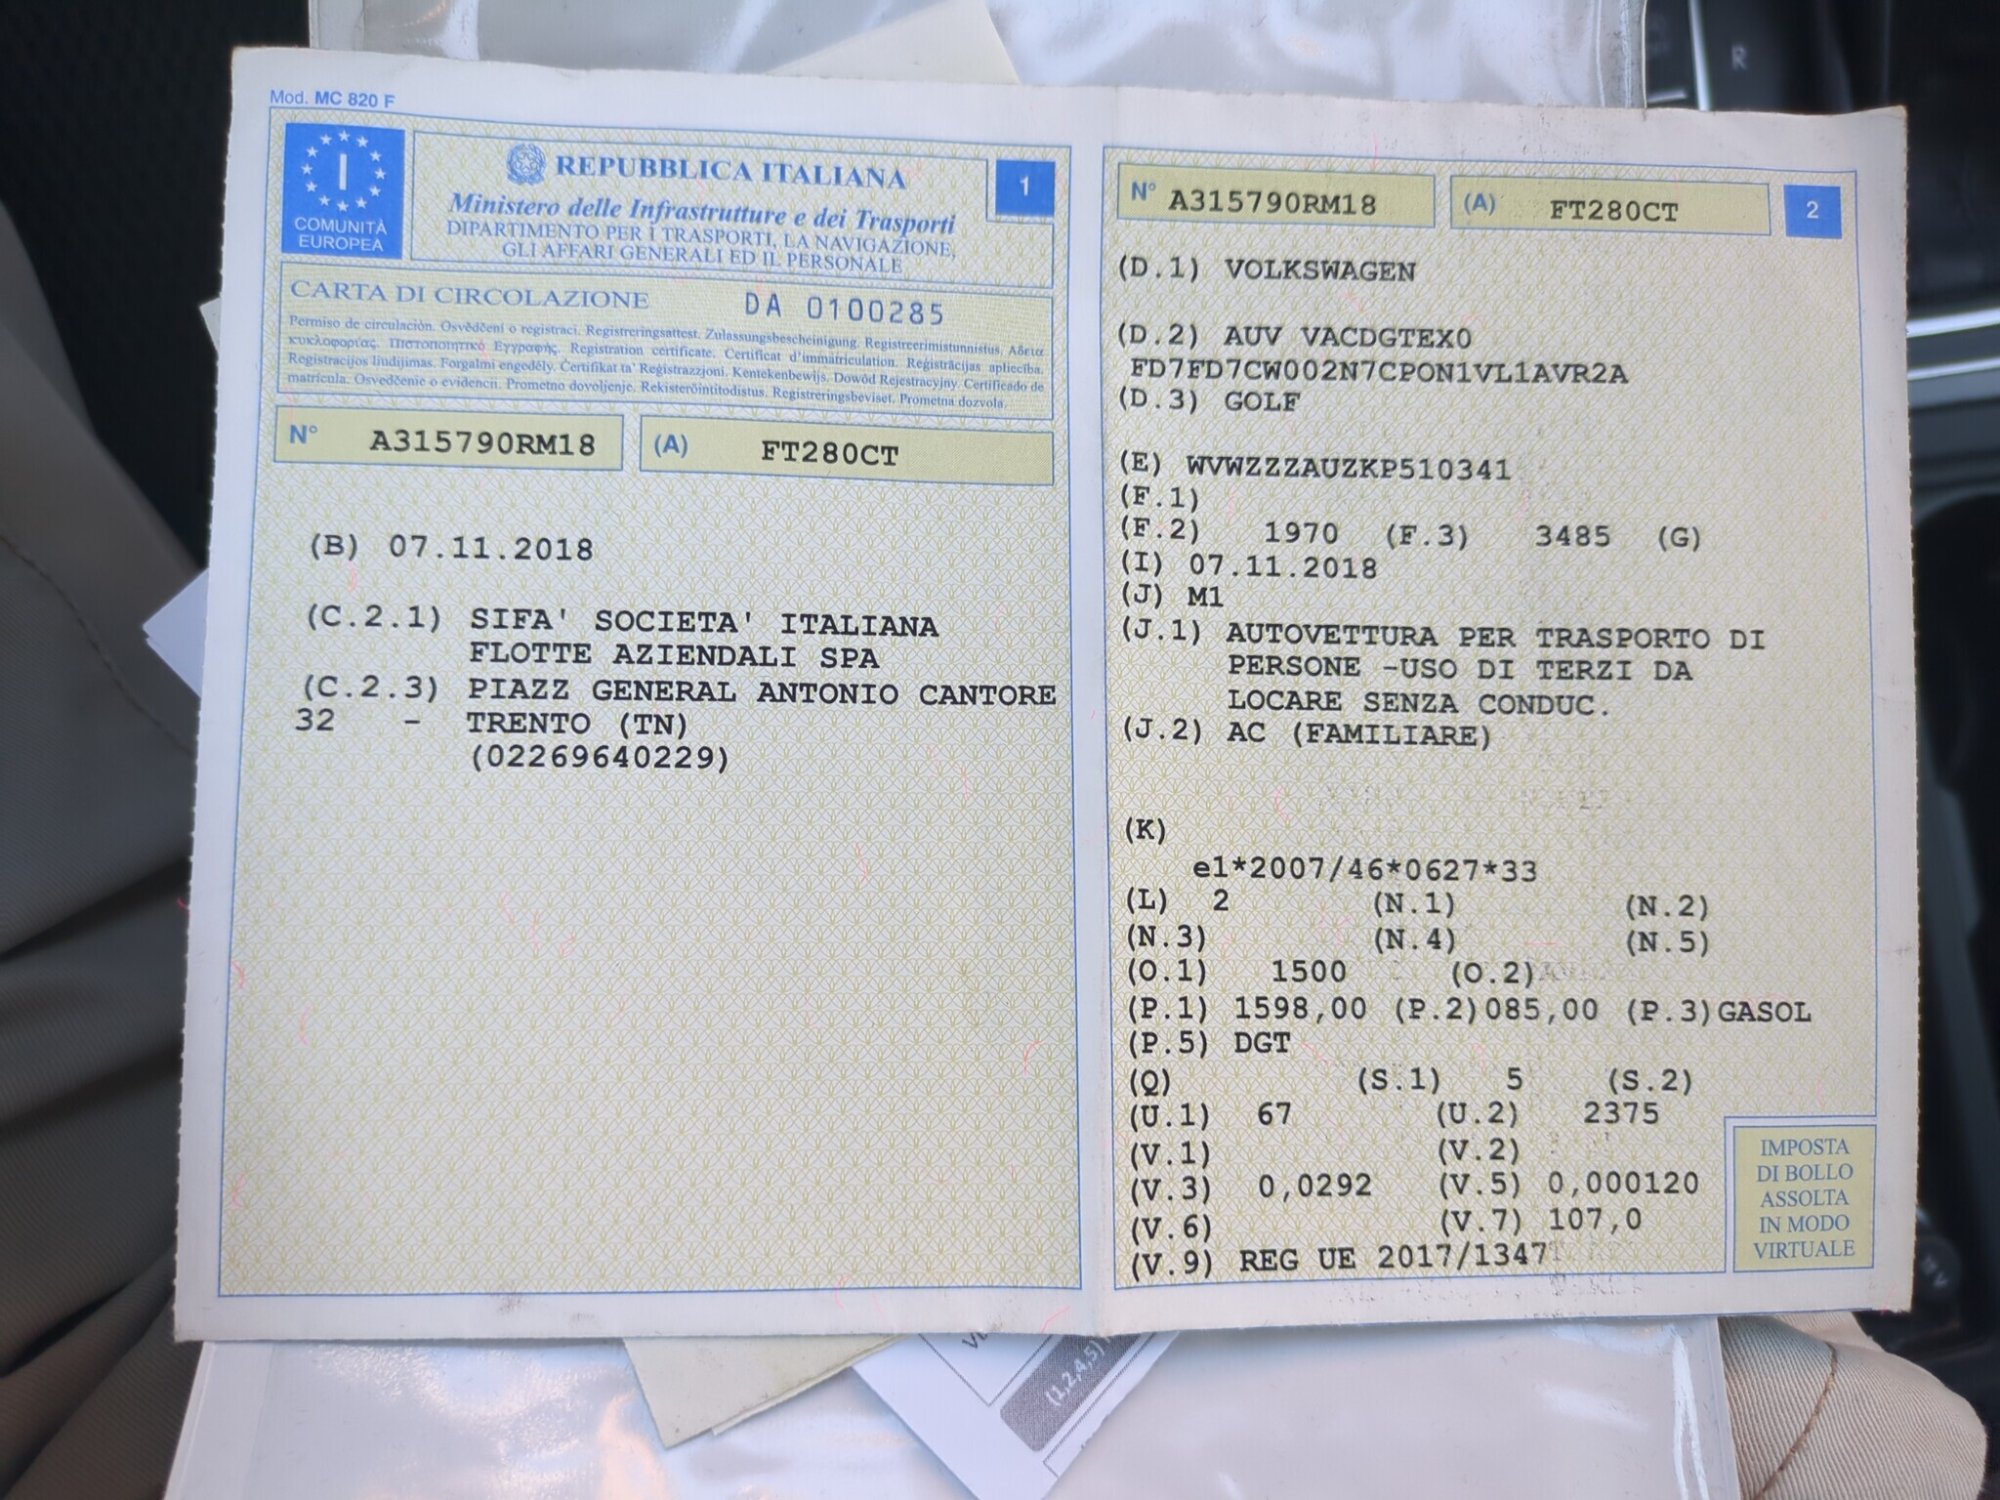 Mod. MC 820 F
I
COMUNITÀ
EUROPEA
REPUBBLICA ITALIANA
1
Ministero delle Infrastrutture e dei Trasporti
DIPARTIMENTO PER I TRASPORTI, LA NAVIGAZIONE,
GLI AFFARI GENERALI ED IL PERSONALE
CARTA DI CIRCOLAZIONE DA 0100285
Permiso de circulación. Osvědčení o registraci. Registreringsattest. Zulassungsbescheinigung. Registreerimistunnistus. Αδεια
κυκλοφορίας. Πιστοποιητικό Εγγραφής. Registration certificate. Certificat d'immatriculation. Reģistrācijas apliecība.
Registracijos liudijimas. Forgalmi engedély. Ċertifikat ta' Reġistrazzjoni. Kentekenbewijs. Dowód Rejestracyjny. Certificado de
matrícula. Osvedčenie o evidencii. Prometno dovoljenje. Rekisteröintitodistus. Registreringsbeviset. Prometna dozvola.
N° A315790RM18 (A) FT280CT
(B) 07.11.2018
(C.2.1) SIFA' SOCIETA' ITALIANA
FLOTTE AZIENDALI SPA
(C.2.3) PIAZZ GENERAL ANTONIO CANTORE
32 - TRENTO (TN)
(02269640229)
N° A315790RM18 (A) FT280CT 2
(D.1) VOLKSWAGEN
(D.2) AUV VACDGTEX0
FD7FD7CW002N7CPON1VL1AVR2A
(D.3) GOLF
(E) WVWZZZAUZKP510341
(F.1)
(F.2) 1970 (F.3) 3485 (G)
(I) 07.11.2018
(J) M1
(J.1) AUTOVETTURA PER TRASPORTO DI
PERSONE -USO DI TERZI DA
LOCARE SENZA CONDUC.
(J.2) AC (FAMILIARE)
(K)
e1*2007/46*0627*33
(L) 2 (N.1) (N.2)
(N.3) (N.4) (N.5)
(O.1) 1500 (O.2)
(P.1) 1598,00 (P.2)085,00 (P.3)GASOL
(P.5) DGT
(Q) (S.1) 5 (S.2)
(U.1) 67 (U.2) 2375
(V.1) (V.2)
(V.3) 0,0292 (V.5) 0,000120
(V.6) (V.7) 107,0
(V.9) REG UE 2017/1347
IMPOSTA
DI BOLLO
ASSOLTA
IN MODO
VIRTUALE
(1,2,4,5)
R